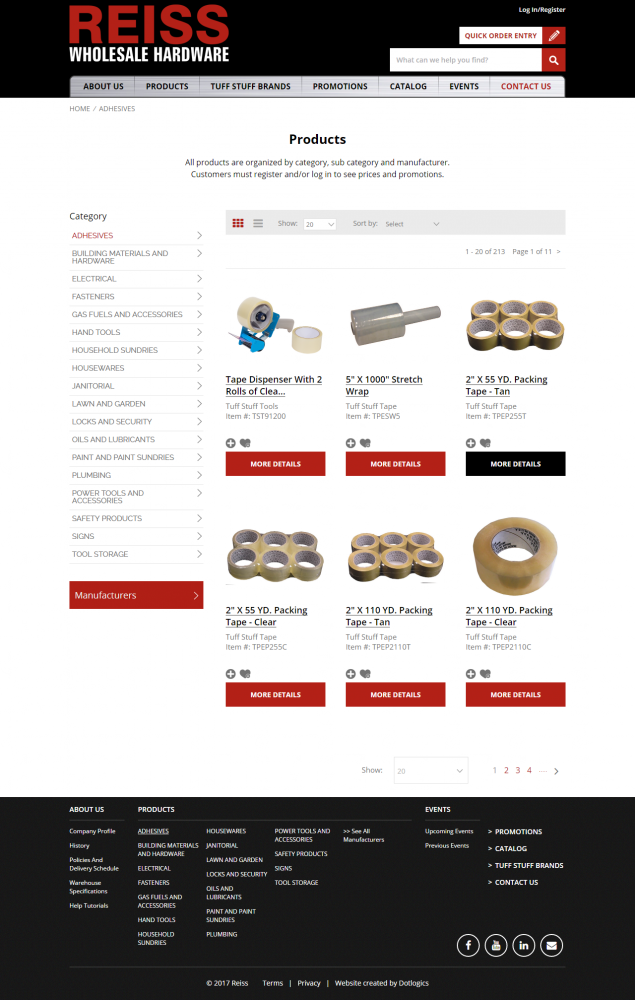 REISS
WHOLESALE HARDWARE
Log In/Register
QUICK ORDER ENTRY
What can we help you find?
ABOUT US
PRODUCTS
TUFF STUFF BRANDS
PROMOTIONS
CATALOG
EVENTS
CONTACT US
HOME / ADHESIVES
Products
All products are organized by category, sub category and manufacturer.
Customers must register and/or log in to see prices and promotions.
Category
ADHESIVES
BUILDING MATERIALS AND
HARDWARE
ELECTRICAL
FASTENERS
GAS FUELS AND ACCESSORIES
HAND TOOLS
HOUSEHOLD SUNDRIES
HOUSEWARES
JANITORIAL
LAWN AND GARDEN
LOCKS AND SECURITY
OILS AND LUBRICANTS
PAINT AND PAINT SUNDRIES
PLUMBING
POWER TOOLS AND
ACCESSORIES
SAFETY PRODUCTS
SIGNS
TOOL STORAGE
Manufacturers
Show: 20 Sort by: Select
1 - 20 of 213 Page 1 of 11 >
Tape Dispenser With 2
Rolls of Clea...
Tuff Stuff Tools
Item #: TST91200
MORE DETAILS
5" X 1000" Stretch
Wrap
Tuff Stuff Tape
Item #: TPESW5
MORE DETAILS
2" X 55 YD. Packing
Tape - Tan
Tuff Stuff Tape
Item #: TPEP255T
MORE DETAILS
2" X 55 YD. Packing
Tape - Clear
Tuff Stuff Tape
Item #: TPEP255C
MORE DETAILS
2" X 110 YD. Packing
Tape - Tan
Tuff Stuff Tape
Item #: TPEP2110T
MORE DETAILS
2" X 110 YD. Packing
Tape - Clear
Tuff Stuff Tape
Item #: TPEP2110C
MORE DETAILS
Show: 20 1 2 3 4 — >
ABOUT US
Company Profile
History
Policies And
Delivery Schedule
Warehouse
Specifications
Help Tutorials
PRODUCTS
ADHESIVES
BUILDING MATERIALS
AND HARDWARE
ELECTRICAL
FASTENERS
GAS FUELS AND
ACCESSORIES
HAND TOOLS
HOUSEHOLD
SUNDRIES
HOUSEWARES
JANITORIAL
LAWN AND GARDEN
LOCKS AND SECURITY
OILS AND
LUBRICANTS
PAINT AND PAINT
SUNDRIES
PLUMBING
POWER TOOLS AND
ACCESSORIES
SAFETY PRODUCTS
SIGNS
TOOL STORAGE
>> See All
Manufacturers
EVENTS
Upcoming Events
Previous Events
> PROMOTIONS
> CATALOG
> TUFF STUFF BRANDS
> CONTACT US
© 2017 Reiss Terms | Privacy | Website created by Dotlogics